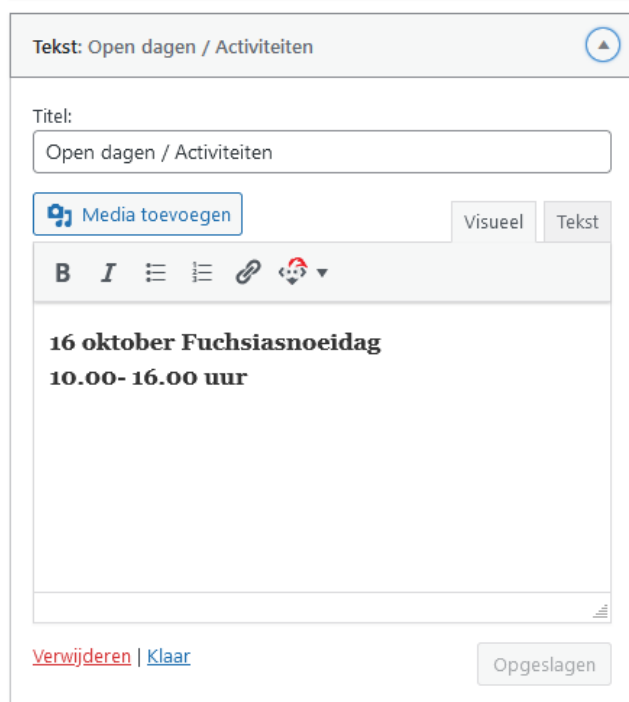 Tekst: Open dagen / Activiteiten
Titel:
Open dagen / Activiteiten
Media toevoegen
Visueel Tekst
B I
16 oktober Fuchsiasnoeidag
10.00- 16.00 uur
Verwijderen | Klaar
Opgeslagen